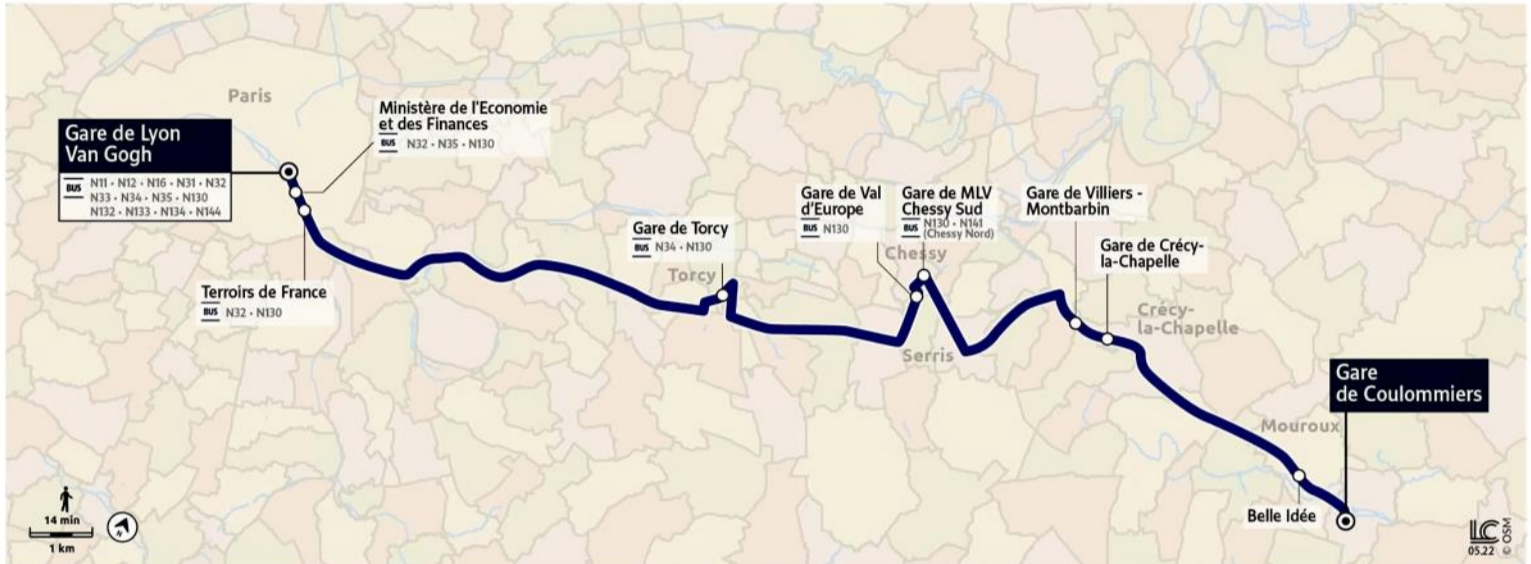 Paris
Gare de Lyon
Van Gogh
BUS N11 • N12 • N16 • N31 • N32
N33 • N34 • N35 • N130
N132 • N133 • N134 • N144
Ministère de l'Economie
et des Finances
BUS N32 • N35 • N130
Terroirs de France
BUS N32 • N130
Gare de Torcy
BUS N34 • N130
Torcy
Gare de Val
d'Europe
BUS N130
Gare de MLV
Chessy Sud
BUS N130 • N141
(Chessy Nord)
Chessy
Serris
Gare de Villiers -
Montbarbin
Gare de Crécy-
la-Chapelle
Crécy-
la-Chapelle
Mouroux
Gare
de Coulommiers
Belle Idée
14 min
1 km
N
LC
05.22
© OSM